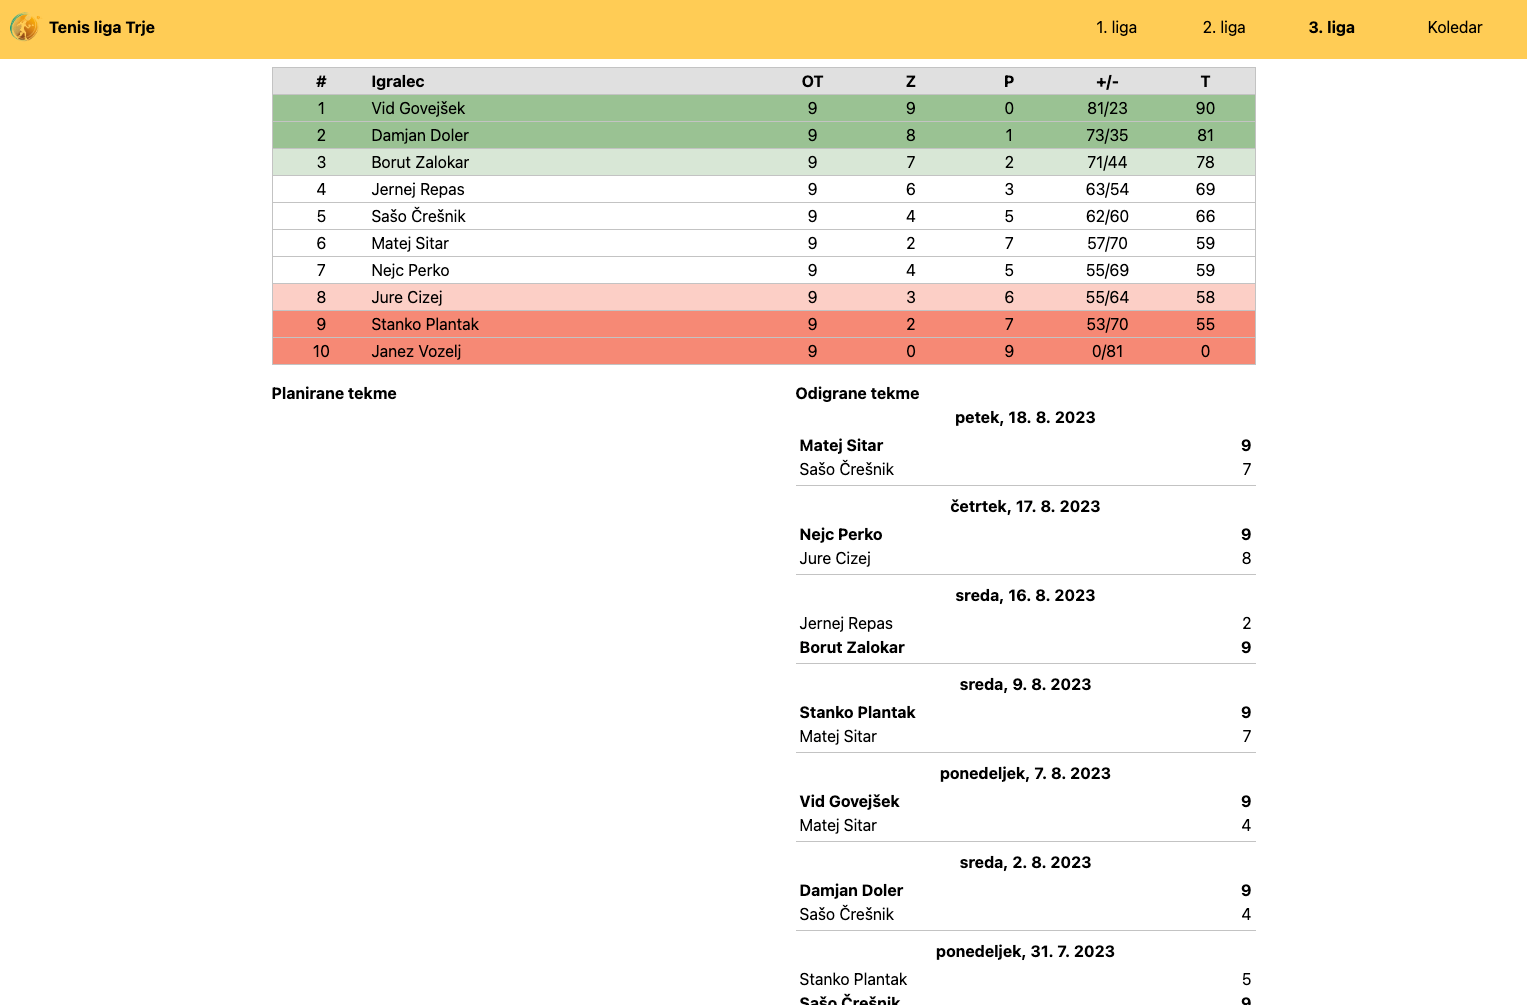 Tenis liga Trje 1. liga 2. liga 3. liga Koledar
# Igralec OT Z P +/- T
1 Vid Govejšek 9 9 0 81/23 90
2 Damjan Doler 9 8 1 73/35 81
3 Borut Zalokar 9 7 2 71/44 78
4 Jernej Repas 9 6 3 63/54 69
5 Sašo Črešnik 9 4 5 62/60 66
6 Matej Sitar 9 2 7 57/70 59
7 Nejc Perko 9 4 5 55/69 59
8 Jure Cizej 9 3 6 55/64 58
9 Stanko Plantak 9 2 7 53/70 55
10 Janez Vozelj 9 0 9 0/81 0
Planirane tekme
Odigrane tekme
petek, 18. 8. 2023
Matej Sitar 9
Sašo Črešnik 7
četrtek, 17. 8. 2023
Nejc Perko 9
Jure Cizej 8
sreda, 16. 8. 2023
Jernej Repas 2
Borut Zalokar 9
sreda, 9. 8. 2023
Stanko Plantak 9
Matej Sitar 7
ponedeljek, 7. 8. 2023
Vid Govejšek 9
Matej Sitar 4
sreda, 2. 8. 2023
Damjan Doler 9
Sašo Črešnik 4
ponedeljek, 31. 7. 2023
Stanko Plantak 5
Sašo Črešnik 9